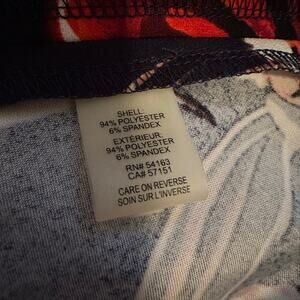 SHELL:
94% POLYESTER
6% SPANDEX
EXTÉRIEUR:
94% POLYESTER
6% SPANDEX
RN# 54163
CA# 57151
CARE ON REVERSE
SOIN SUR L'INVERSE